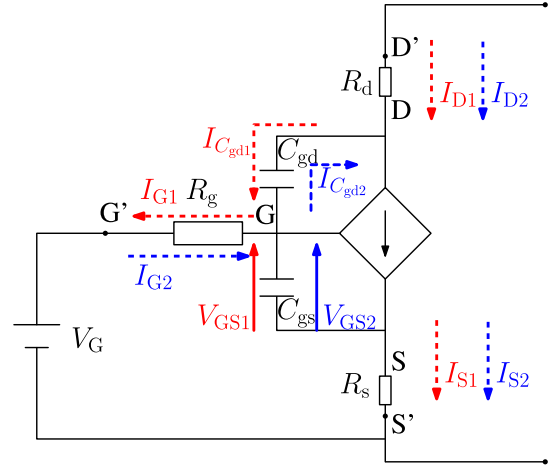 D'
R_d
I_D1
I_D2
D
I_Cgd1
C_gd
I_Cgd2
I_G1
R_g
G'
G
I_G2
V_GS1
C_gs
V_GS2
V_G
S
I_S1
I_S2
R_s
S'